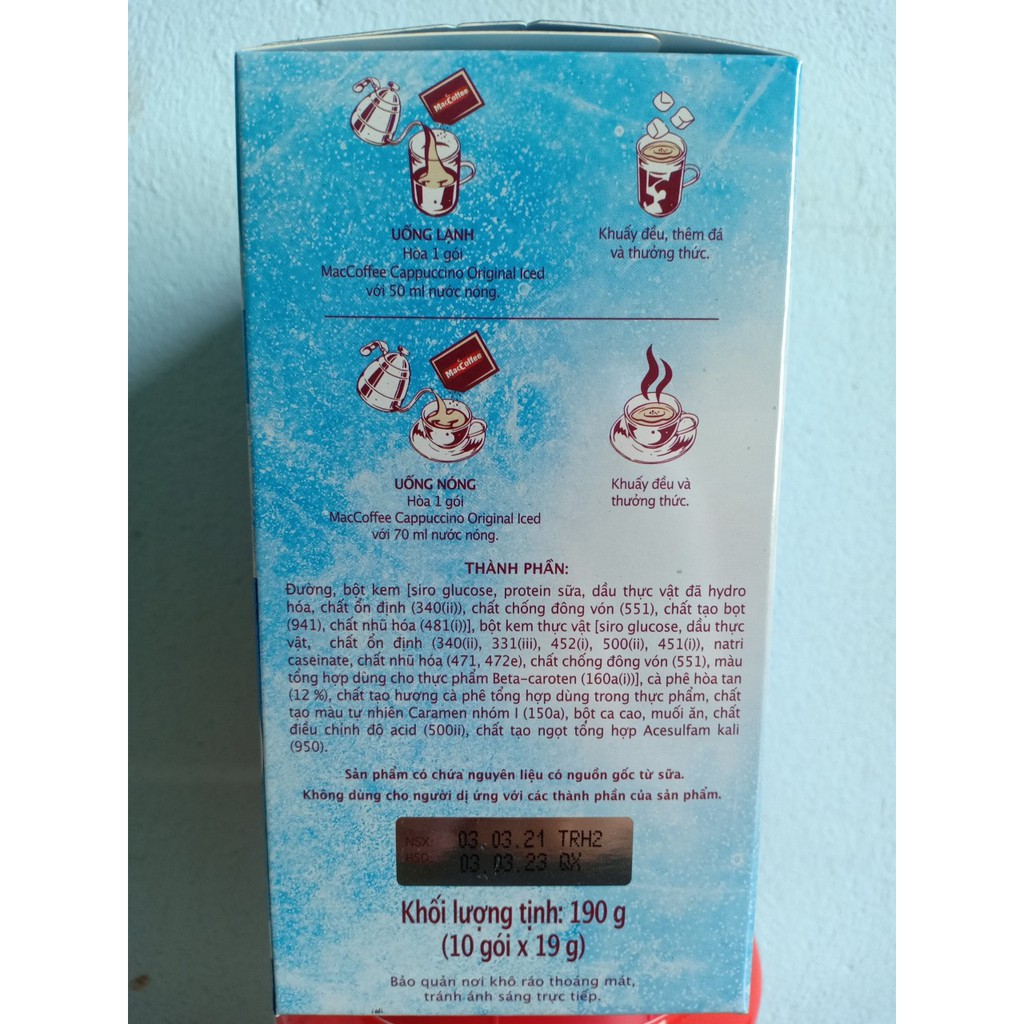 MacCoffee
UỐNG LẠNH
Hòa 1 gói
MacCoffee Cappuccino Original Iced
với 50 ml nước nóng.
Khuấy đều, thêm đá
và thưởng thức.
MacCoffee
UỐNG NÓNG
Hòa 1 gói
MacCoffee Cappuccino Original Iced
với 70 ml nước nóng.
Khuấy đều và
thưởng thức.
THÀNH PHẦN:
Đường, bột kem [siro glucose, protein sữa, dầu thực vật đã hydro
hóa, chất ổn định (340(ii)), chất chống đông vón (551), chất tạo bọt
(941), chất nhũ hóa (481(i))], bột kem thực vật [siro glucose, dầu thực
vật, chất ổn định (340(ii), 331(iii), 452(i), 500(ii), 451(i)), natri
caseinate, chất nhũ hóa (471, 472e), chất chống đông vón (551), màu
tổng hợp dùng cho thực phẩm Beta-caroten (160a(i))], cà phê hòa tan
(12 %), chất tạo hương cà phê tổng hợp dùng trong thực phẩm, chất
tạo màu tự nhiên Caramen nhóm I (150a), bột ca cao, muối ăn, chất
điều chỉnh độ acid (500ii), chất tạo ngọt tổng hợp Acesulfam kali
(950).
Sản phẩm có chứa nguyên liệu có nguồn gốc từ sữa.
Không dùng cho người dị ứng với các thành phần của sản phẩm.
NSX: 03.03.21 TRH2
HSD: 03.03.23 QX
Khối lượng tịnh: 190 g
(10 gói x 19 g)
Bảo quản nơi khô ráo thoáng mát,
tránh ánh sáng trực tiếp.